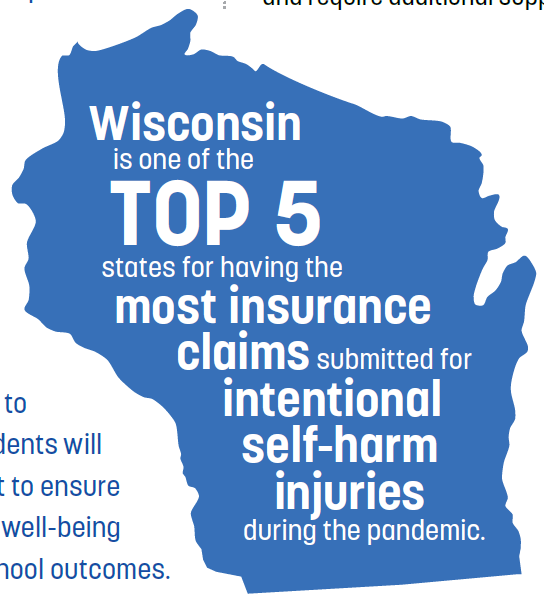 and require additional supp
Wisconsin
is one of the
TOP 5
states for having the
most insurance
claims submitted for
intentional
self-harm
injuries
during the pandemic.
to
dents will
t to ensure
well-being
hool outcomes.